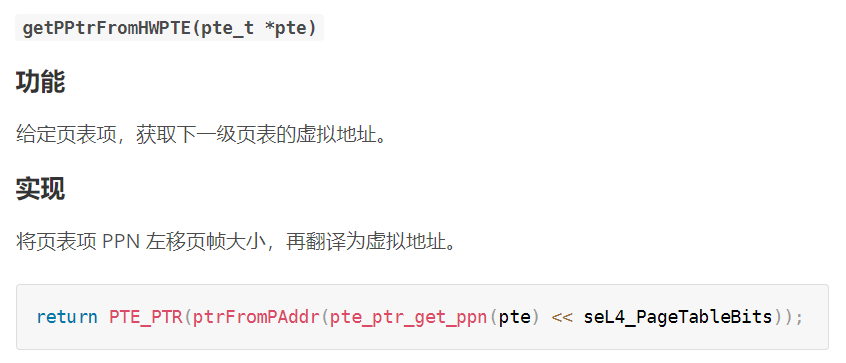 getPPtrFromHWPTE(pte_t *pte)
功能
给定页表项，获取下一级页表的虚拟地址。
实现
将页表项 PPN 左移页帧大小，再翻译为虚拟地址。
return PTE_PTR(ptrFromPAddr(pte_ptr_get_ppn(pte) << seL4_PageTableBits));